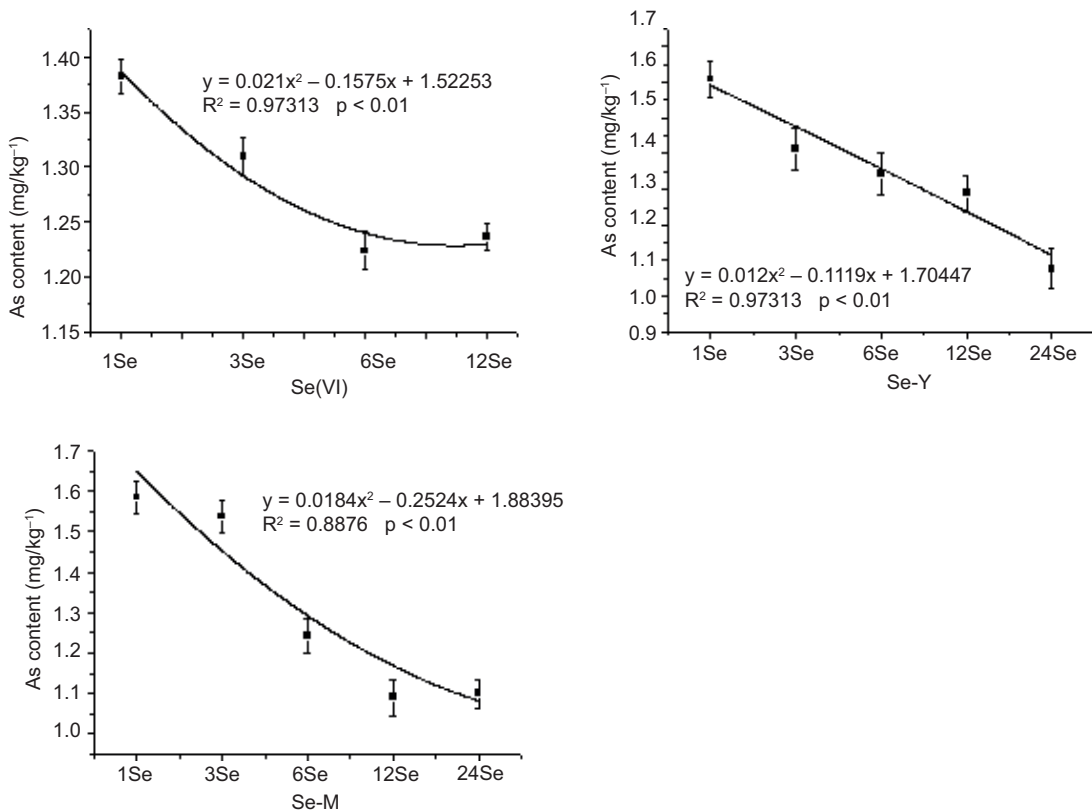 1.40
1.35
1.30
1.25
1.20
1.15
As content (mg/kg⁻¹)
y = 0.021x² – 0.1575x + 1.52253
R² = 0.97313 p < 0.01
1Se 3Se 6Se 12Se
Se(VI)
1.7
1.6
1.5
1.4
1.3
1.2
1.1
1.0
0.9
As content (mg/kg⁻¹)
y = 0.012x² – 0.1119x + 1.70447
R² = 0.97313 p < 0.01
1Se 3Se 6Se 12Se 24Se
Se-Y
1.7
1.6
1.5
1.4
1.3
1.2
1.1
1.0
As content (mg/kg⁻¹)
y = 0.0184x² – 0.2524x + 1.88395
R² = 0.8876 p < 0.01
1Se 3Se 6Se 12Se 24Se
Se-M